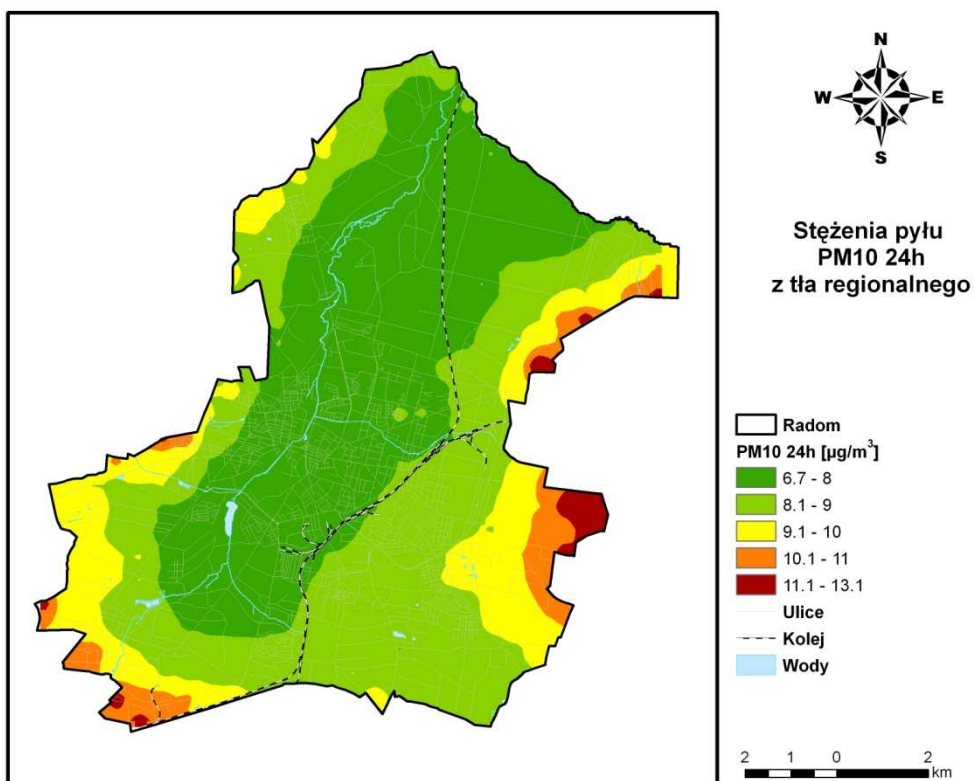 N
W E
S
Stężenia pyłu
PM10 24h
z tła regionalnego
Radom
PM10 24h [µg/m³]
6.7 - 8
8.1 - 9
9.1 - 10
10.1 - 11
11.1 - 13.1
Ulice
Kolej
Wody
2 1 0 2
km